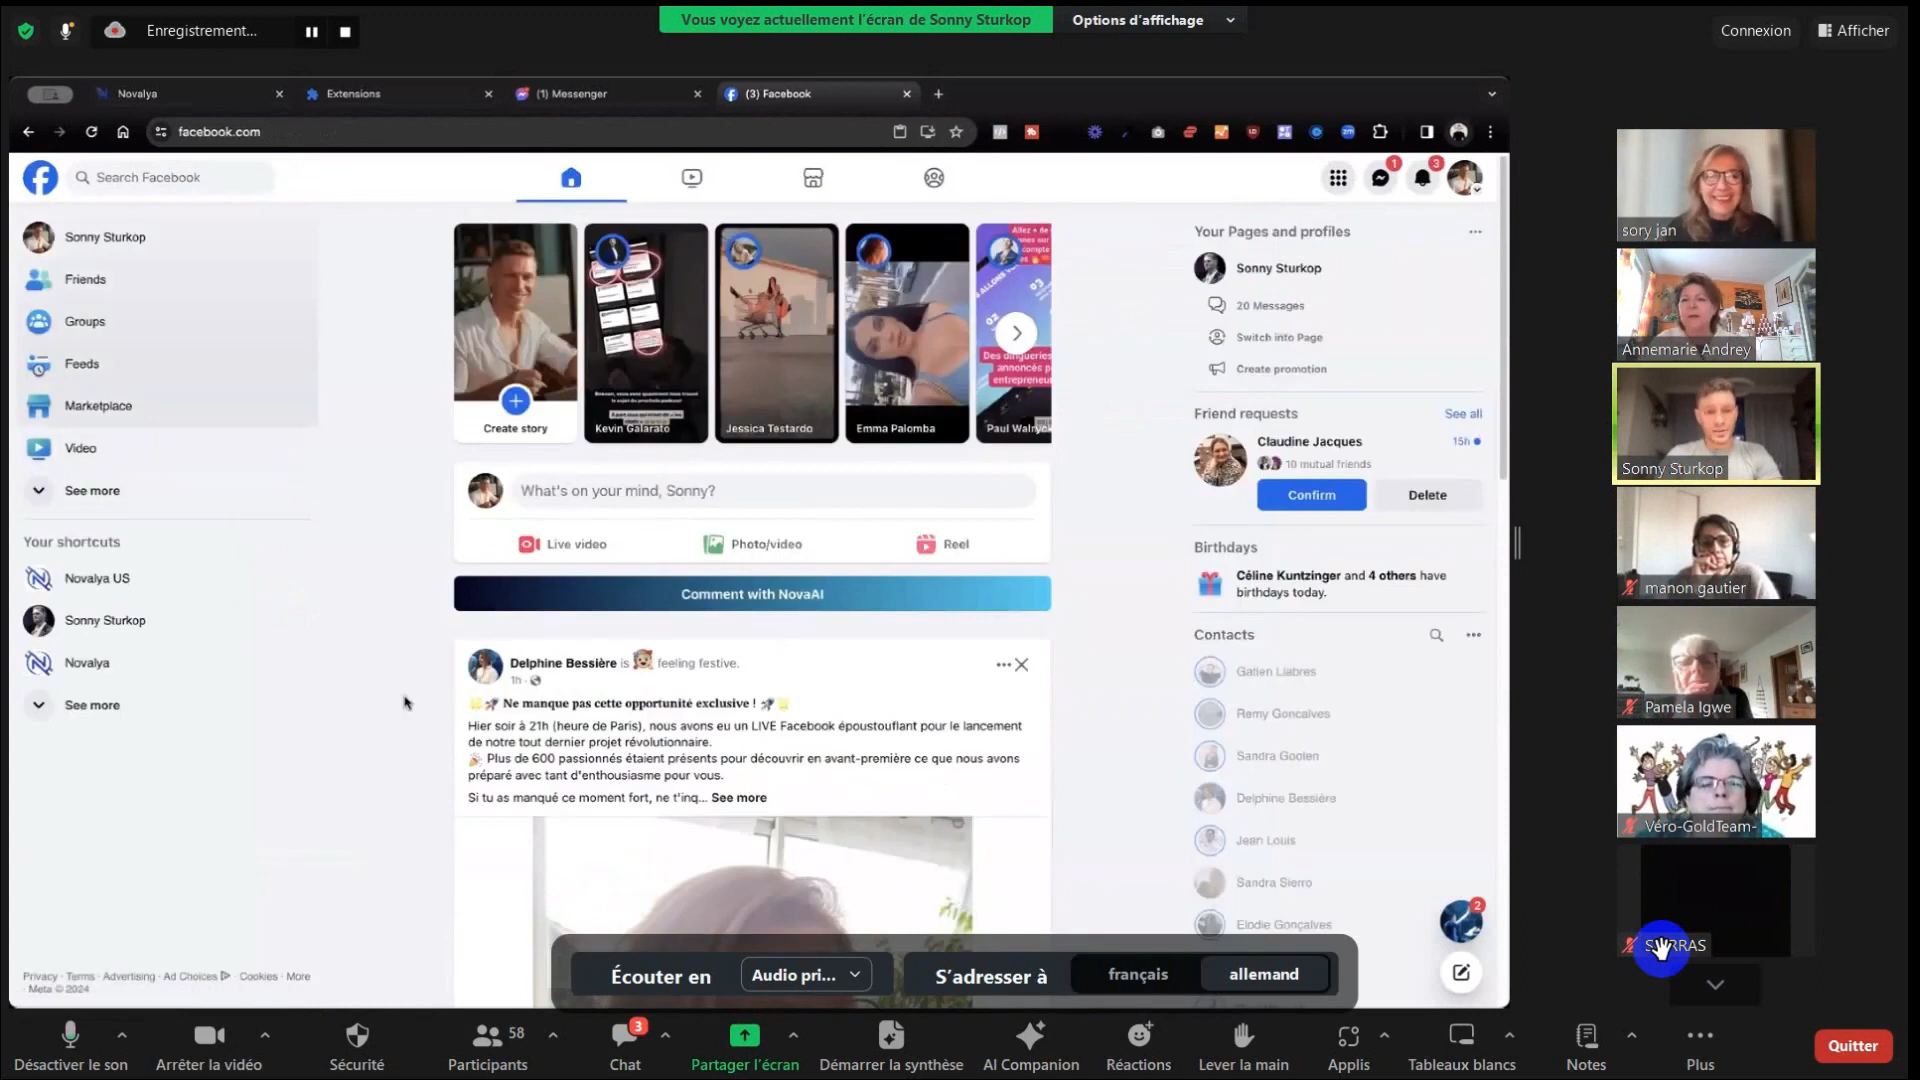 Enregistrement...
Vous voyez actuellement l'écran de Sonny Sturkop
Options d'affichage
Connexion
Afficher
Novalya
Extensions
(1) Messenger
(3) Facebook
facebook.com
Search Facebook
1
3
Sonny Sturkop
Friends
Groups
Feeds
Marketplace
Video
See more
Your shortcuts
Novalya US
Sonny Sturkop
Novalya
See more
Privacy · Terms · Advertising · Ad Choices · Cookies · More
· Meta © 2024
Create story
Kevin Galarato
Jessica Testardo
Emma Palomba
Paul Walryck
What's on your mind, Sonny?
Live video
Photo/video
Reel
Comment with NovaAI
Delphine Bessière is feeling festive.
1h ·
Ne manque pas cette opportunité exclusive !
Hier soir à 21h (heure de Paris), nous avons eu un LIVE Facebook époustouflant pour le lancement
de notre tout dernier projet révolutionnaire.
Plus de 600 passionnés étaient présents pour découvrir en avant-première ce que nous avons
préparé avec tant d'enthousiasme pour vous.
Si tu as manqué ce moment fort, ne t'inq... See more
Your Pages and profiles
Sonny Sturkop
20 Messages
Switch into Page
Create promotion
Friend requests
See all
Claudine Jacques
15h
10 mutual friends
Confirm
Delete
Birthdays
Céline Kuntzinger and 4 others have
birthdays today.
Contacts
Gatien Liabres
Remy Goncalves
Sandra Goolen
Delphine Bessière
Jean Louis
Sandra Sierro
Elodie Gonçalves
2
sory jan
Annemarie Andrey
Sonny Sturkop
manon gautier
Pamela Igwe
Véro-GoldTeam-
Écouter en
Audio pri...
S'adresser à
français
allemand
Désactiver le son
Arrêter la vidéo
Sécurité
Participants
58
Chat
3
Partager l'écran
Démarrer la synthèse
AI Companion
Réactions
Lever la main
Applis
Tableaux blancs
Notes
Plus
Quitter